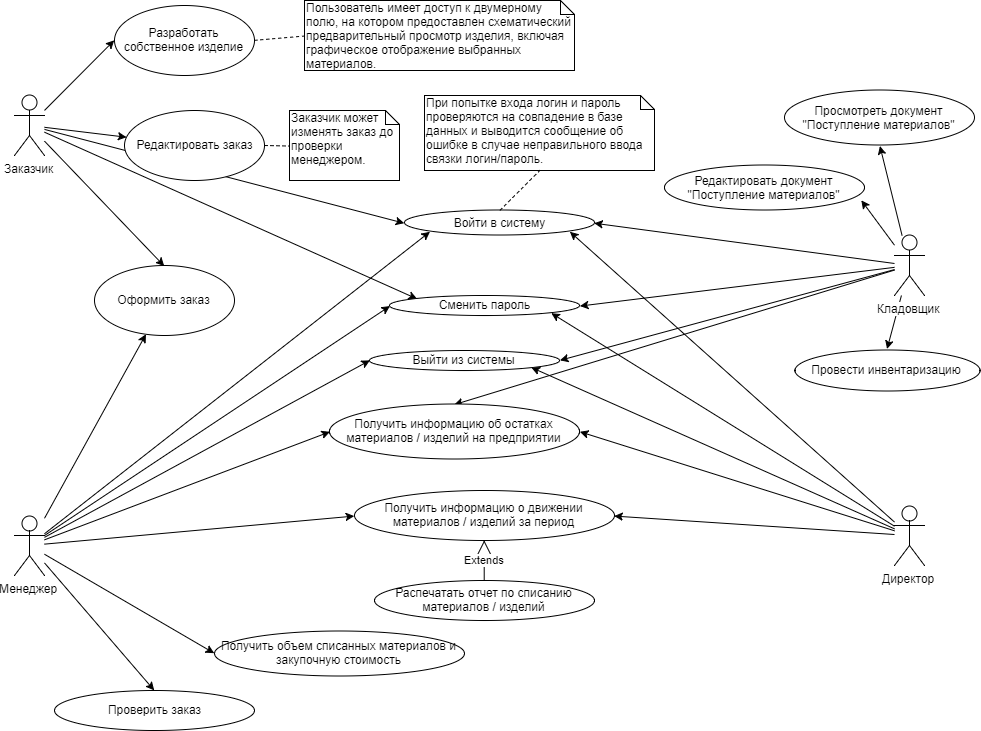 Разработать
собственное изделие
Пользователь имеет доступ к двумерному
полю, на котором предоставлен схематический
предварительный просмотр изделия, включая
графическое отображение выбранных
материалов.
Заказчик
Редактировать заказ
Заказчик может
изменять заказ до
проверки
менеджером.
При попытке входа логин и пароль
проверяются на совпадение в базе
данных и выводится сообщение об
ошибке в случае неправильного ввода
связки логин/пароль.
Просмотреть документ
"Поступление материалов"
Редактировать документ
"Поступление материалов"
Войти в систему
Оформить заказ
Сменить пароль
Кладовщик
Выйти из системы
Провести инвентаризацию
Получить информацию об остатках
материалов / изделий на предприятии
Получить информацию о движении
материалов / изделий за период
Extends
Менеджер
Директор
Распечатать отчет по списанию
материалов / изделий
Получить объем списанных материалов и
закупочную стоимость
Проверить заказ